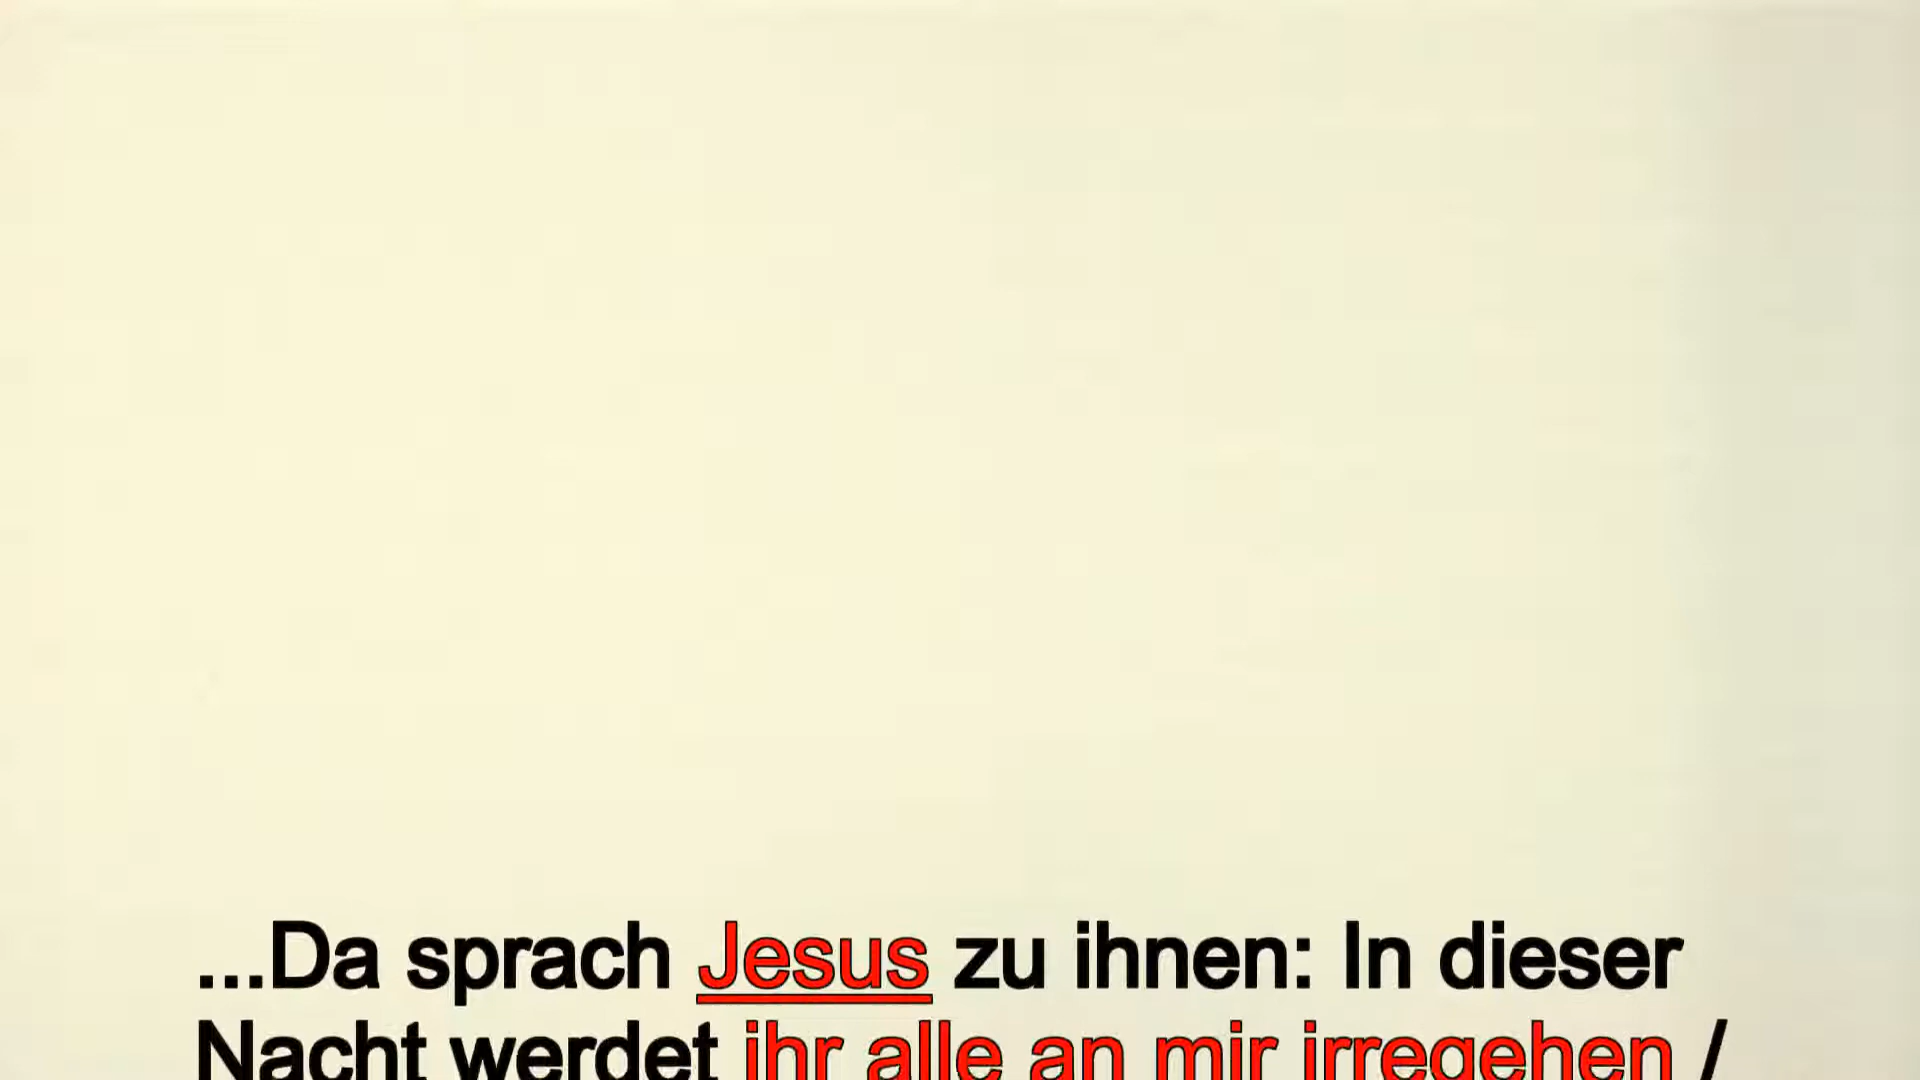 ...Da sprach Jesus zu ihnen: In dieser
Nacht werdet ihr alle an mir irregehen /